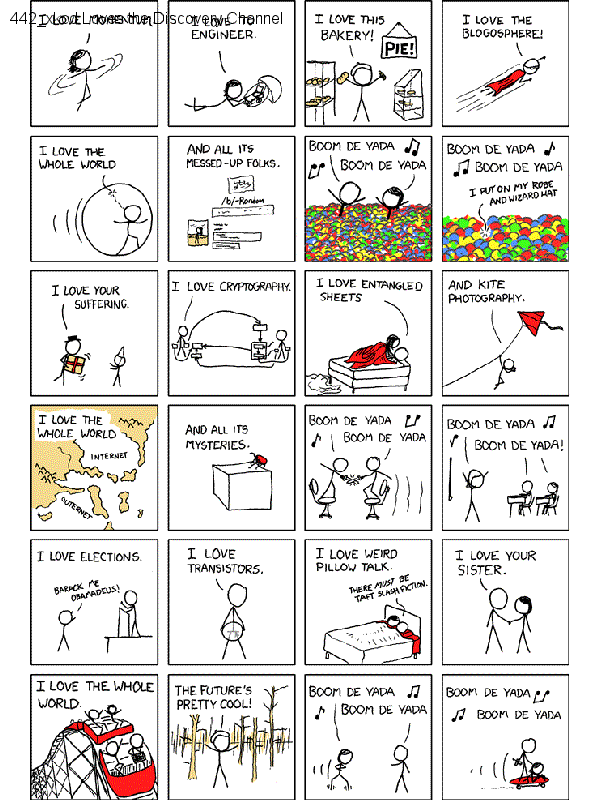 442: xkcd Loves the Discovery Channel
I LOVE MOMENTUM.
I LOVE TO
ENGINEER.
I LOVE THIS
BAKERY!
PIE!
I LOVE THE
BLOGOSPHERE!
I LOVE THE
WHOLE WORLD
AND ALL ITS
MESSED-UP FOLKS.
/b/-Random
BOOM DE YADA
BOOM DE YADA
BOOM DE YADA
BOOM DE YADA
I PUT ON MY ROBE
AND WIZARD HAT
I LOVE YOUR
SUFFERING.
I LOVE CRYPTOGRAPHY.
I LOVE ENTANGLED
SHEETS
AND KITE
PHOTOGRAPHY.
I LOVE THE
WHOLE WORLD
INTERNET
OUTERNET
AND ALL ITS
MYSTERIES.
BOOM DE YADA
BOOM DE YADA
BOOM DE YADA
BOOM DE YADA!
I LOVE ELECTIONS.
BARACK ME
OBAMADEUS!
I LOVE
TRANSISTORS.
I LOVE WEIRD
PILLOW TALK.
THERE MUST BE
TAFT SLASHFICTION.
I LOVE YOUR
SISTER.
I LOVE THE WHOLE
WORLD.
THE FUTURE'S
PRETTY COOL!
BOOM DE YADA
BOOM DE YADA
BOOM DE YADA
BOOM DE YADA